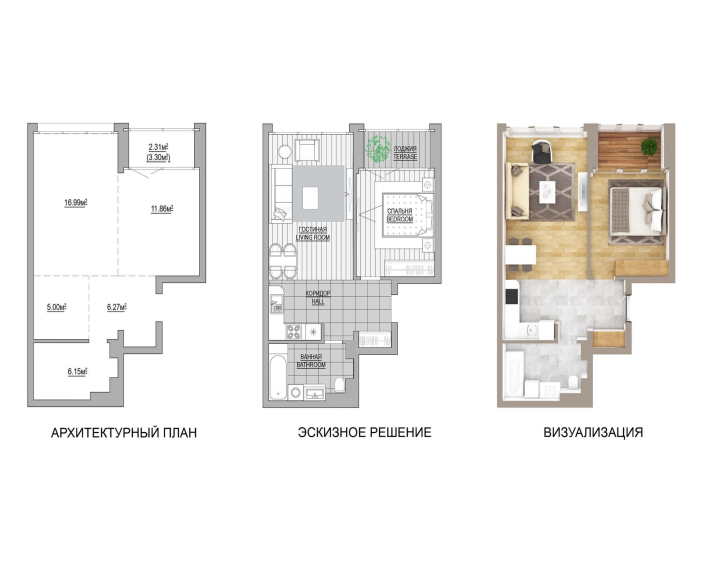 2.31м²
(3.30м²)
16.99м²
11.86м²
5.00м²
6.27м²
6.15м²
АРХИТЕКТУРНЫЙ ПЛАН
ЛОДЖИЯ
TERRASE
СПАЛЬНЯ
BEDROOM
ГОСТИНАЯ
LIVING ROOM
КОРИДОР
HALL
ВАННАЯ
BATHROOM
ЭСКИЗНОЕ РЕШЕНИЕ
ВИЗУАЛИЗАЦИЯ